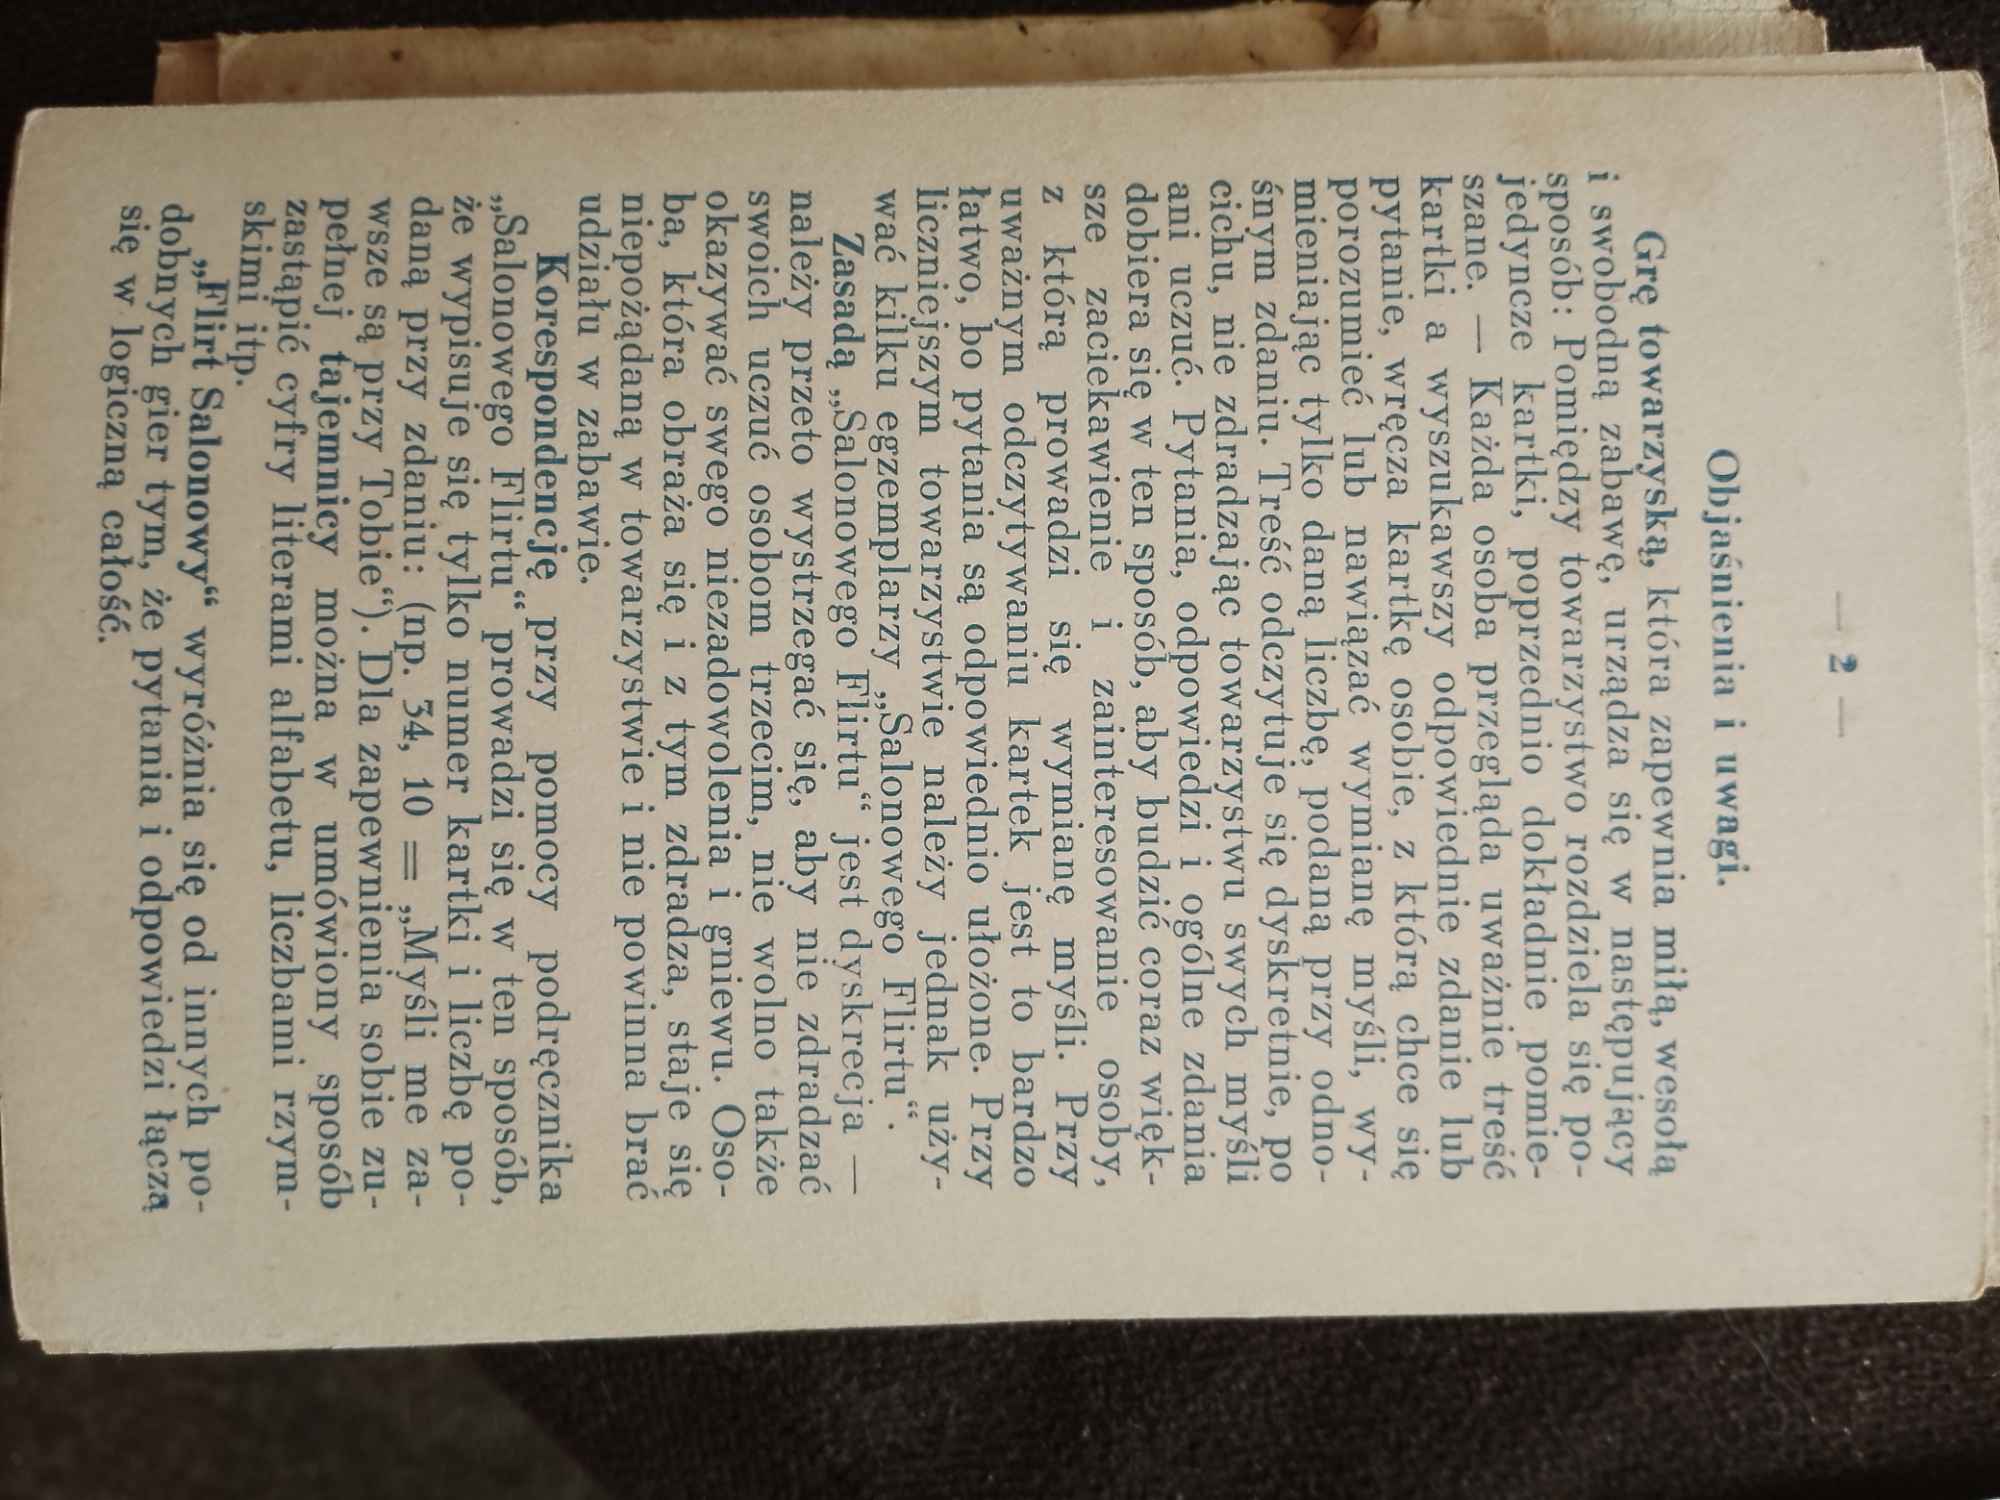 — 2 —
Objaśnienia i uwagi.
Grę towarzyską, która zapewnia miłą, wesołą
i swobodną zabawę, urządza się w następujący
sposób: Pomiędzy towarzystwo rozdziela się po-
jedyncze kartki, poprzednio dokładnie pomie-
szane. — Każda osoba przegląda uważnie treść
kartki a wyszukawszy odpowiednie zdanie lub
pytanie, wręcza kartkę osobie, z którą chce się
porozumieć lub nawiązać wymianę myśli, wy-
mieniając tylko daną liczbę, podaną przy odno-
śnym zdaniu. Treść odczytuje się dyskretnie, po
cichu, nie zdradzając towarzystwu swych myśli
ani uczuć. Pytania, odpowiedzi i ogólne zdania
dobiera się w ten sposób, aby budzić coraz więk-
sze zaciekawienie i zainteresowanie osoby,
z którą prowadzi się wymianę myśli. Przy
uważnym odczytywaniu kartek jest to bardzo
łatwo, bo pytania są odpowiednio ułożone. Przy
liczniejszym towarzystwie należy jednak uży-
wać kilku egzemplarzy „Salonowego Flirtu“.
Zasadą „Salonowego Flirtu“ jest dyskrecja —
należy przeto wystrzegać się, aby nie zdradzać
swoich uczuć osobom trzecim, nie wolno także
okazywać swego niezadowolenia i gniewu. Oso-
ba, która obraża się i z tym zdradza, staje się
niepożądaną w towarzystwie i nie powinna brać
udziału w zabawie.
Korespondencję przy pomocy podręcznika
„Salonowego Flirtu“ prowadzi się w ten sposób,
że wypisuje się tylko numer kartki i liczbę po-
daną przy zdaniu: (np. 34, 10 = „Myśli me za-
wsze są przy Tobie“). Dla zapewnienia sobie zu-
pełnej tajemnicy można w umówiony sposób
zastąpić cyfry literami alfabetu, liczbami rzym-
skimi itp.
„Flirt Salonowy“ wyróżnia się od innych po-
dobnych gier tym, że pytania i odpowiedzi łączą
się w logiczną całość.